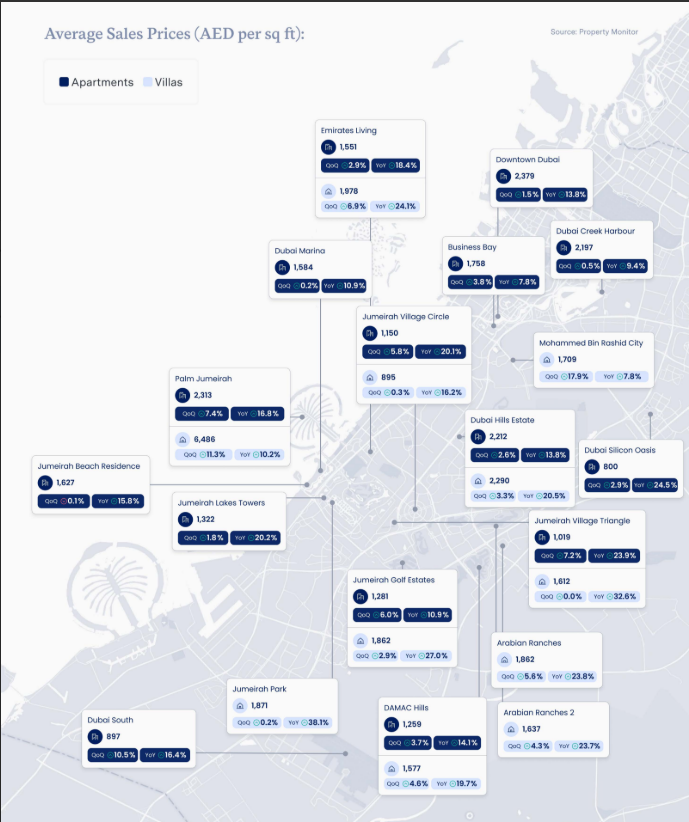 Average Sales Prices (AED per sq ft):
Source: Property Monitor
Apartments Villas
Emirates Living
1,551
QoQ 2.9% YoY 18.4%
1,978
QoQ 6.9% YoY 24.1%
Downtown Dubai
2,379
QoQ 1.5% YoY 13.8%
Dubai Creek Harbour
2,197
QoQ 0.5% YoY 9.4%
Dubai Marina
1,584
QoQ 0.2% YoY 10.9%
Business Bay
1,758
QoQ 3.8% YoY 7.8%
Jumeirah Village Circle
1,150
QoQ 5.8% YoY 20.1%
895
QoQ 0.3% YoY 16.2%
Mohammed Bin Rashid City
1,709
QoQ 17.9% YoY 7.8%
Palm Jumeirah
2,313
QoQ 7.4% YoY 16.8%
6,486
QoQ 11.3% YoY 10.2%
Dubai Hills Estate
2,212
QoQ 2.6% YoY 13.8%
2,290
QoQ 3.3% YoY 20.5%
Dubai Silicon Oasis
800
QoQ 2.9% YoY 24.5%
Jumeirah Beach Residence
1,627
QoQ 0.1% YoY 15.8%
Jumeirah Lakes Towers
1,322
QoQ 1.8% YoY 20.2%
Jumeirah Village Triangle
1,019
QoQ 7.2% YoY 23.9%
1,612
QoQ 0.0% YoY 32.6%
Jumeirah Golf Estates
1,281
QoQ 6.0% YoY 10.9%
1,862
QoQ 2.9% YoY 27.0%
Arabian Ranches
1,862
QoQ 5.6% YoY 23.8%
Jumeirah Park
1,871
QoQ 0.2% YoY 38.1%
DAMAC Hills
1,259
QoQ 3.7% YoY 14.1%
1,577
QoQ 4.6% YoY 19.7%
Arabian Ranches 2
1,637
QoQ 4.3% YoY 23.7%
Dubai South
897
QoQ 10.5% YoY 16.4%